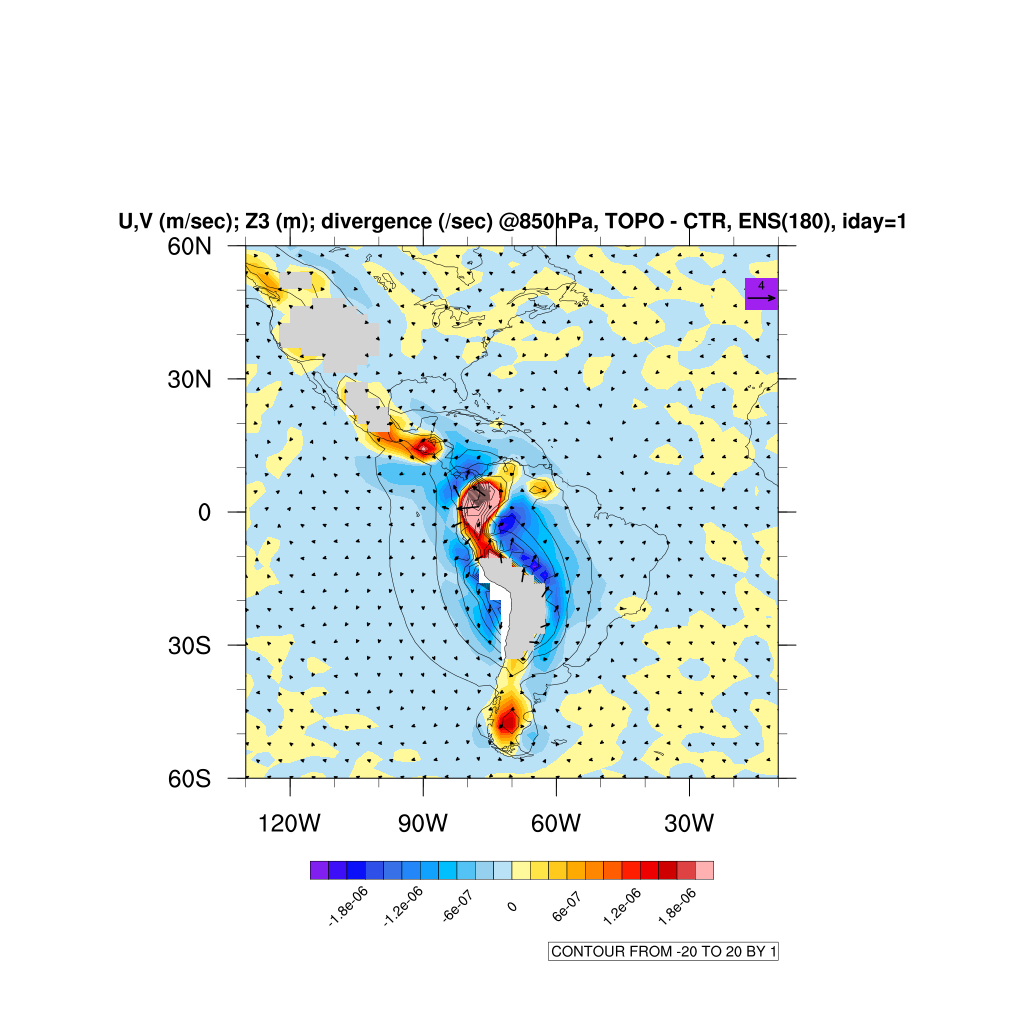 U,V (m/sec); Z3 (m); divergence (/sec) @850hPa, TOPO - CTR, ENS(180), iday=1
60N
4
30N
0
30S
60S
120W 90W 60W 30W
-1.8e-06 -1.2e-06 -6e-07 0 6e-07 1.2e-06 1.8e-06
CONTOUR FROM -20 TO 20 BY 1